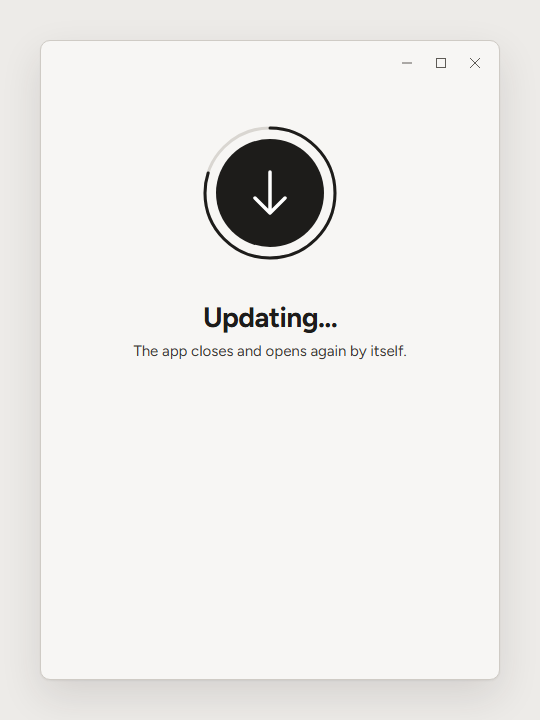 Updating...
The app closes and opens again by itself.